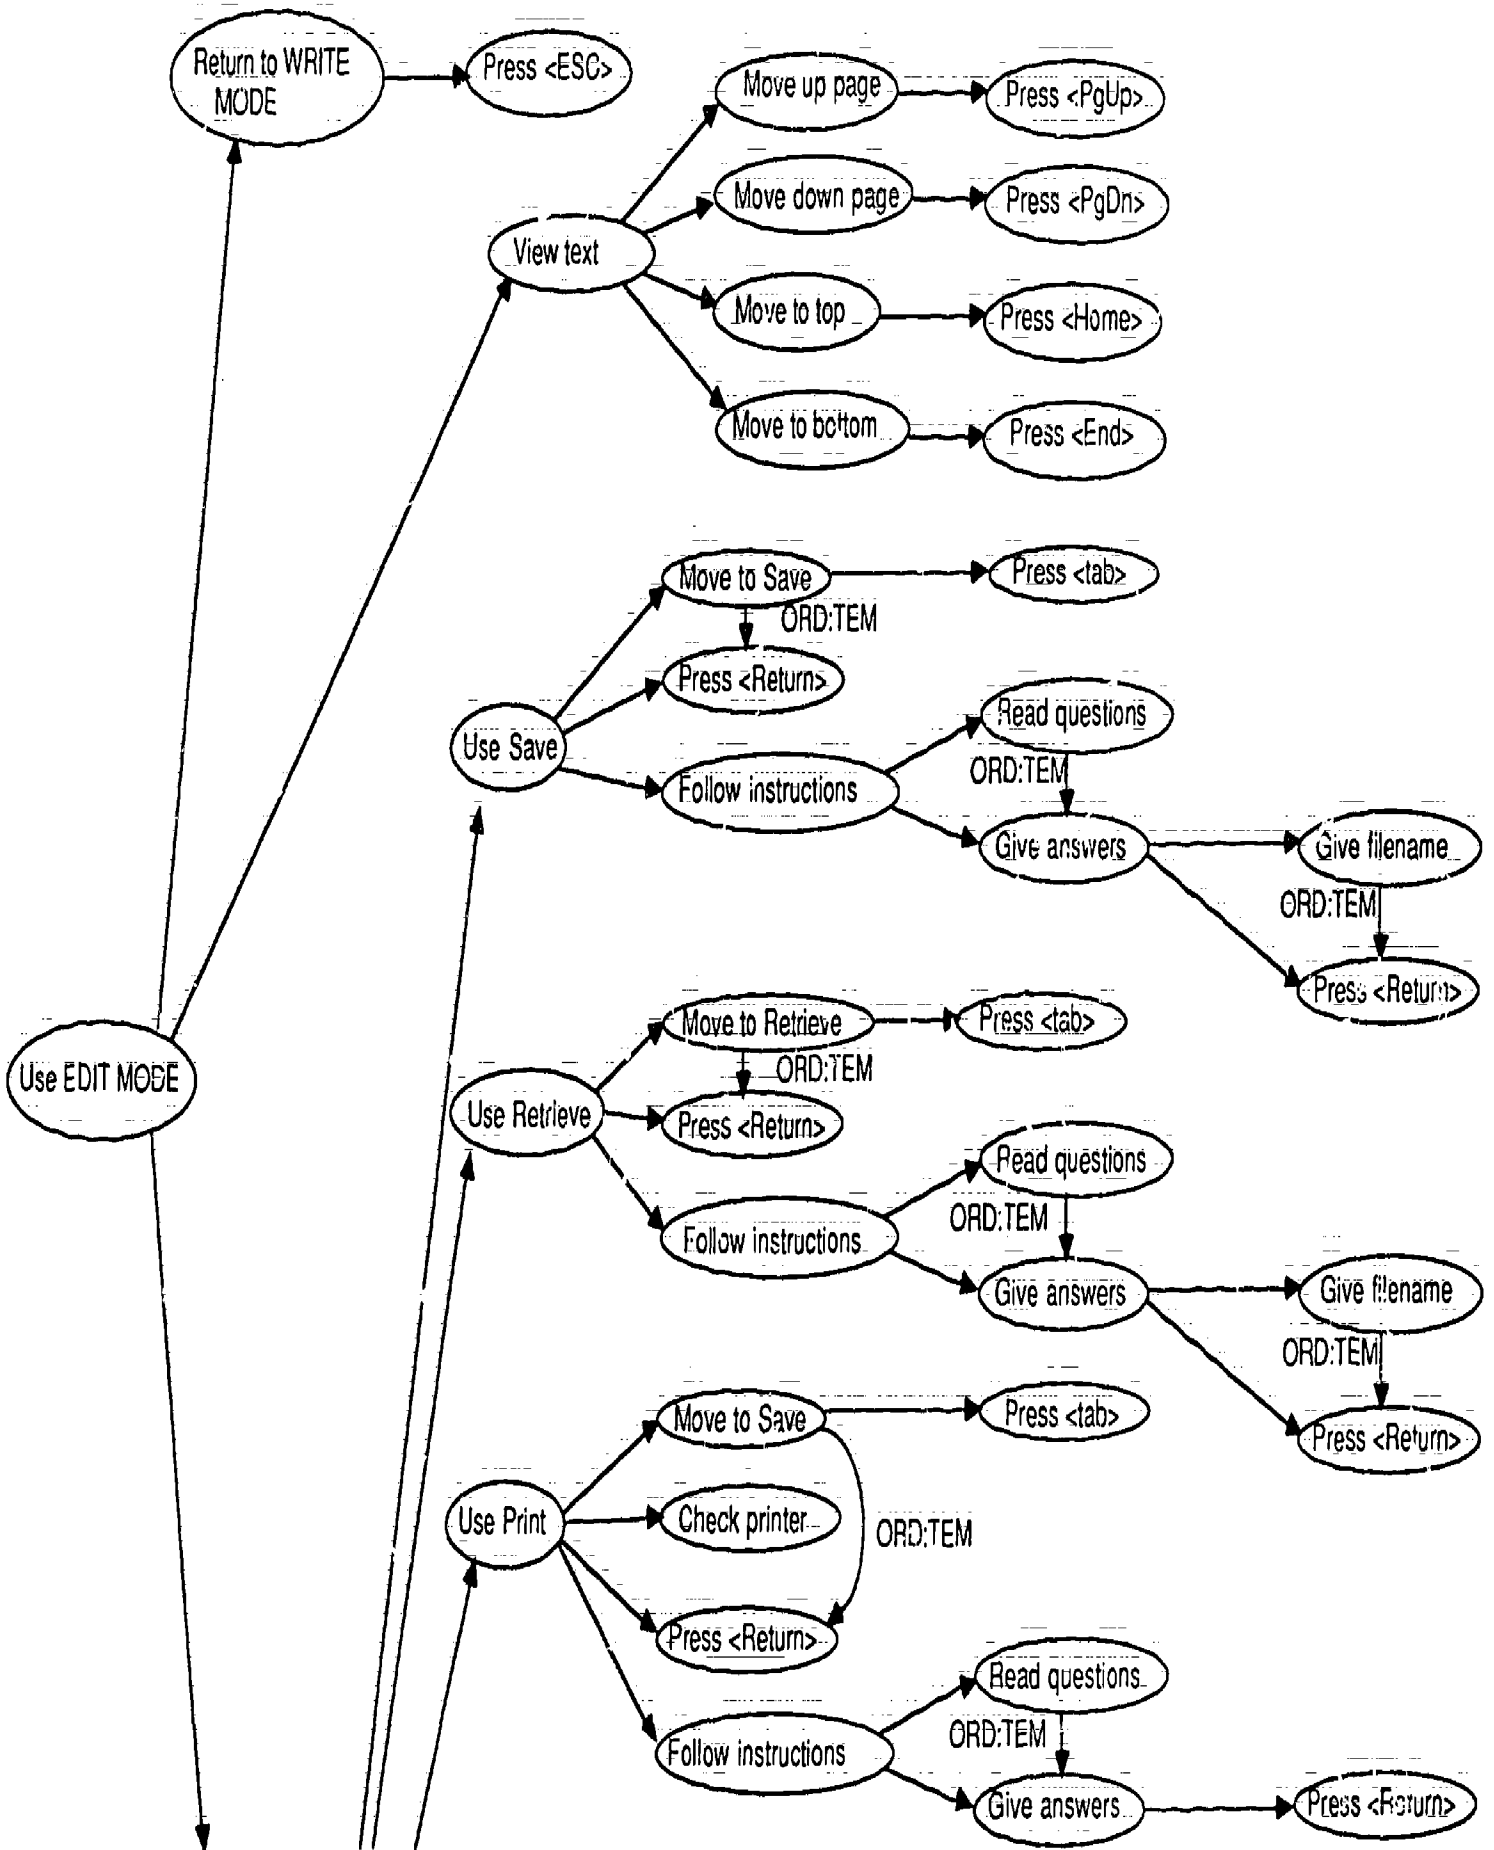 Return to WRITE
MODE
Press <ESC>
Move up page
Press <PgUp>
Move down page
Press <PgDn>
View text
Move to top
Press <Home>
Move to bottom
Press <End>
Move to Save
Press <tab>
ORD:TEM
Press <Return>
Read questions
Use Save
ORD:TEM
Follow instructions
Give answers
Give filename
ORD:TEM
Press <Return>
Move to Retrieve
Press <tab>
ORD:TEM
Use EDIT MODE
Use Retrieve
Press <Return>
Read questions
ORD:TEM
Follow instructions
Give answers
Give filename
ORD:TEM
Move to Save
Press <tab>
Press <Return>
Use Print
Check printer
ORD:TEM
Press <Return>
Read questions
ORD:TEM
Follow instructions
Give answers
Press <Return>